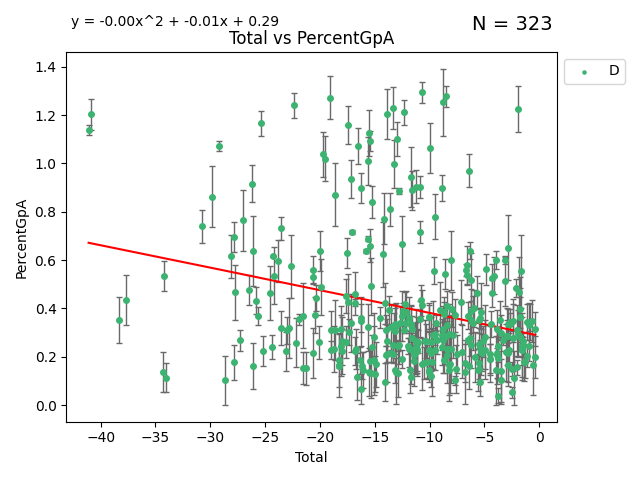 y = -0.00x^2 + -0.01x + 0.29
N = 323
Total vs PercentGpA
D
PercentGpA
1.4
1.2
1.0
0.8
0.6
0.4
0.2
0.0
−40 −35 −30 −25 −20 −15 −10 −5 0
Total